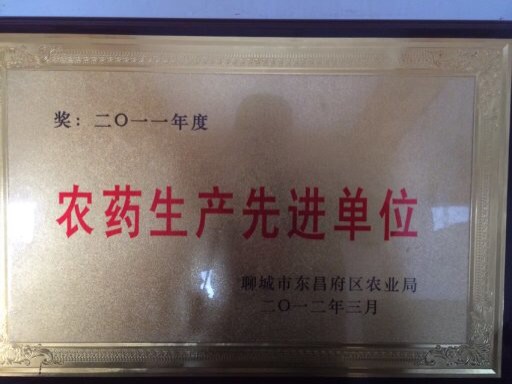 奖：二〇一一年度
农药生产先进单位
聊城市东昌府区农业局
二〇一二年三月